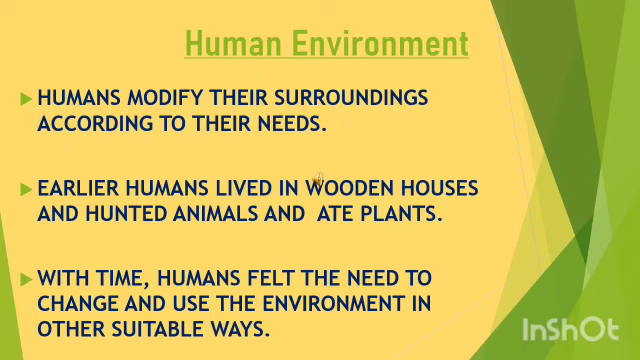 Human Environment
HUMANS MODIFY THEIR SURROUNDINGS
ACCORDING TO THEIR NEEDS.
EARLIER HUMANS LIVED IN WOODEN HOUSES
AND HUNTED ANIMALS AND  ATE PLANTS.
WITH TIME, HUMANS FELT THE NEED TO
CHANGE AND USE THE ENVIRONMENT IN
OTHER SUITABLE WAYS.
InShOt